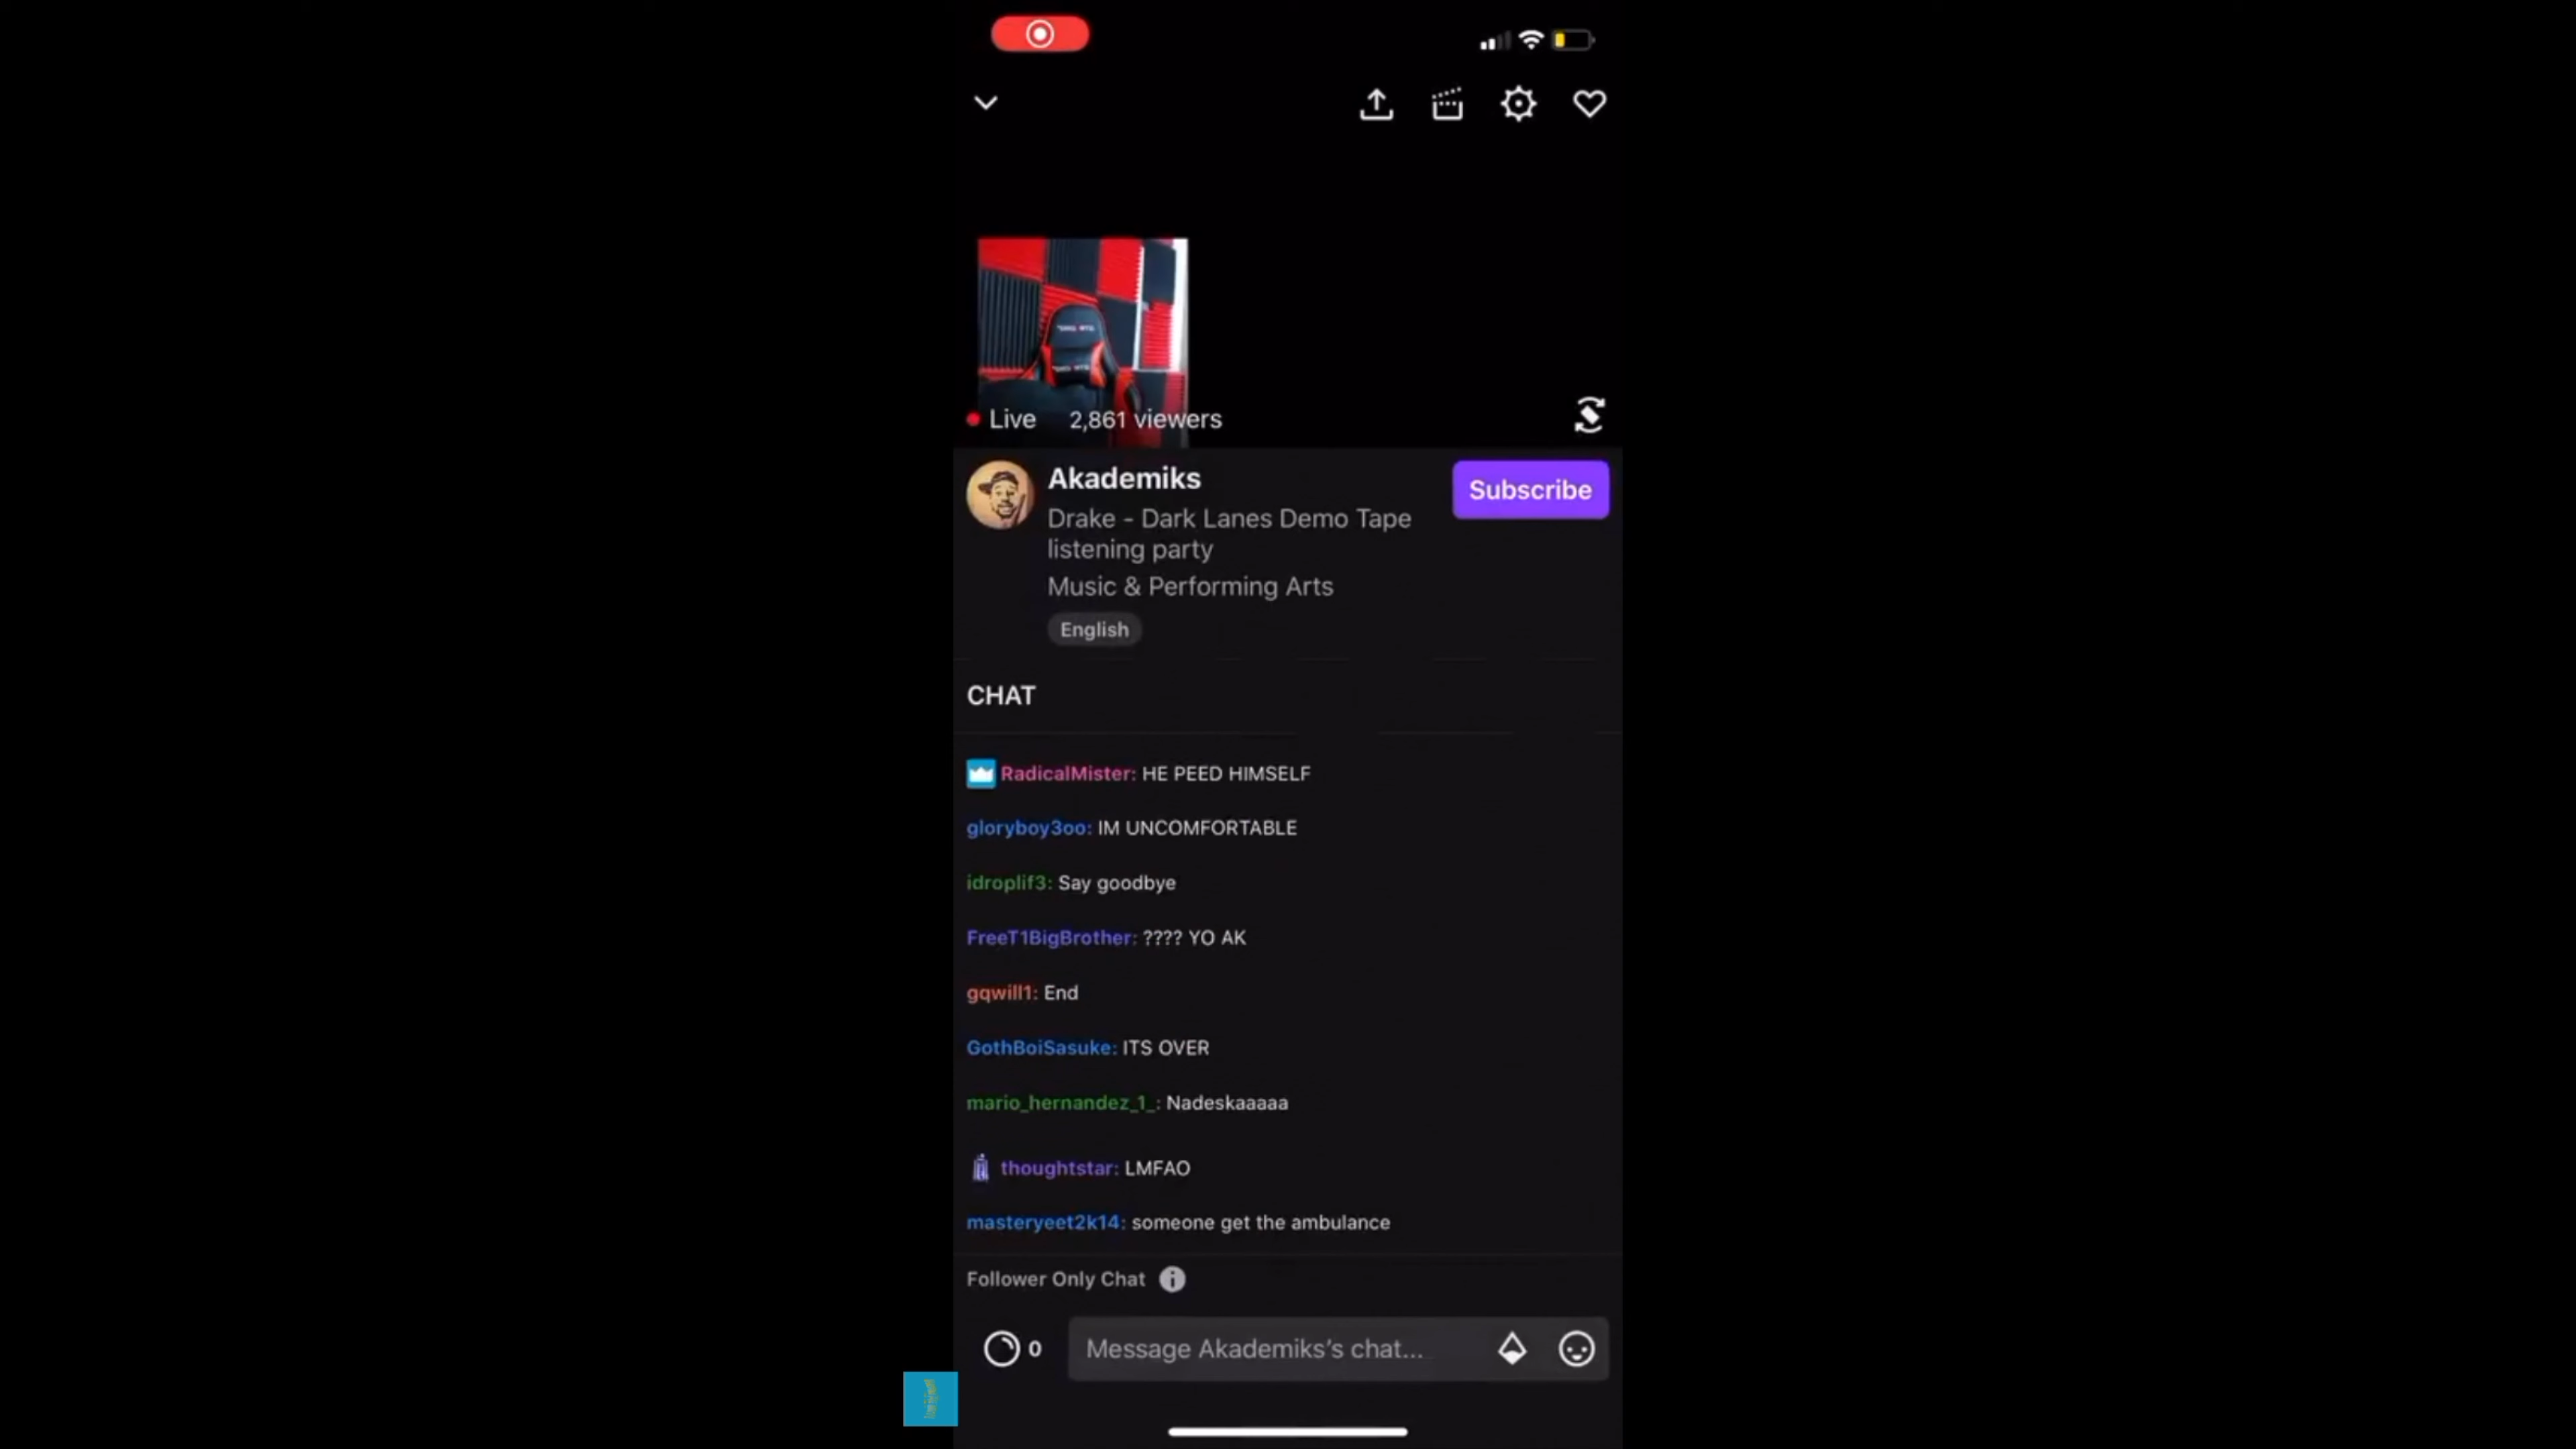 Live 2,861 viewers
Akademiks
Subscribe
Drake - Dark Lanes Demo Tape
listening party
Music & Performing Arts
English
CHAT
RadicalMister: HE PEED HIMSELF
gloryboy3oo: IM UNCOMFORTABLE
idroplif3: Say goodbye
FreeT1BigBrother: ???? YO AK
gqwill1: End
GothBoiSasuke: ITS OVER
mario_hernandez_1_: Nadeskaaaaa
thoughtstar: LMFAO
masteryeet2k14: someone get the ambulance
Follower Only Chat
0
Message Akademiks's chat...